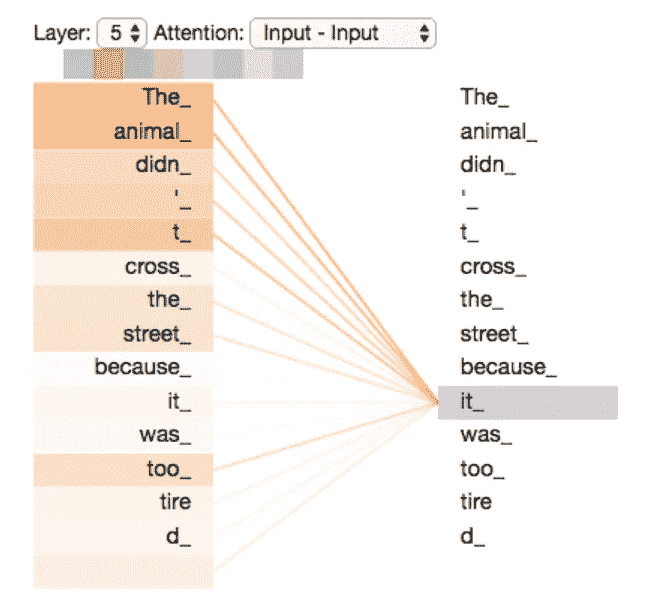 Layer: 5 Attention: Input - Input
The_ The_
animal_ animal_
didn_ didn_
'_ '_
t_ t_
cross_ cross_
the_ the_
street_ street_
because_ because_
it_ it_
was_ was_
too_ too_
tire tire
d_ d_